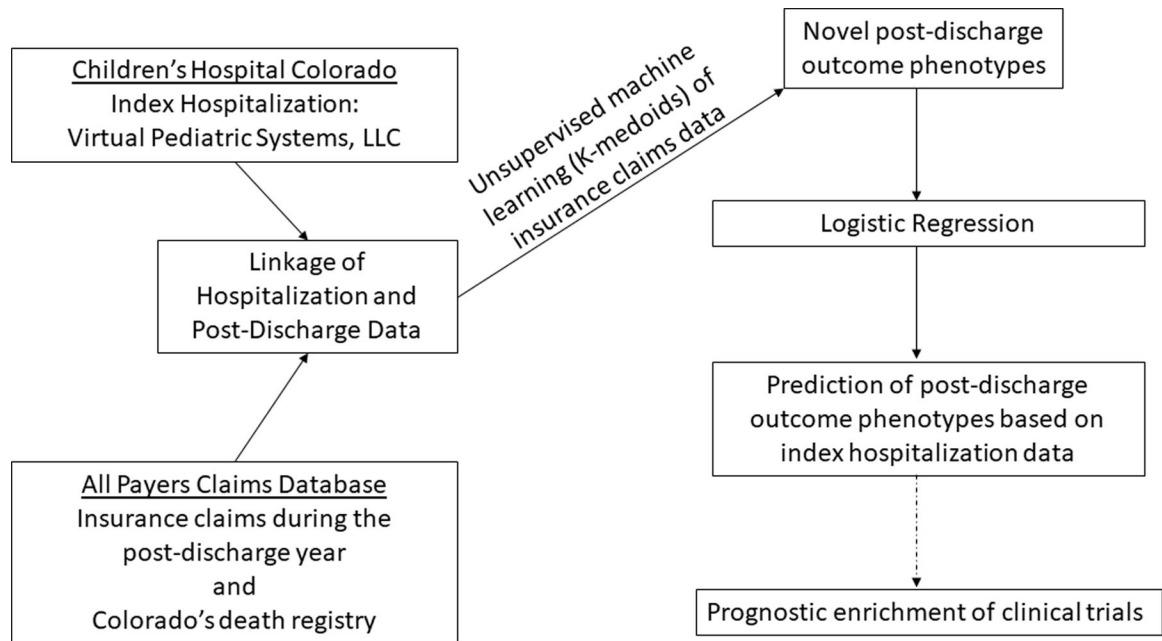 Children's Hospital Colorado
Index Hospitalization:
Virtual Pediatric Systems, LLC
Linkage of
Hospitalization and
Post-Discharge Data
All Payers Claims Database
Insurance claims during the
post-discharge year
and
Colorado's death registry
Unsupervised machine
learning (K-medoids) of
insurance claims data
Novel post-discharge
outcome phenotypes
Logistic Regression
Prediction of post-discharge
outcome phenotypes based on
index hospitalization data
Prognostic enrichment of clinical trials